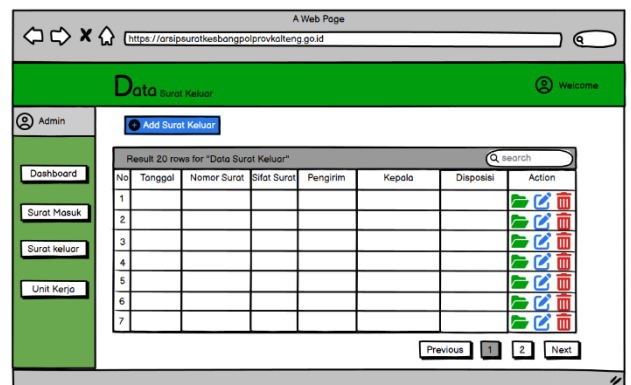 A Web Page
https://arsipsuratkesbangpolprovkalteng.go.id
Data Surat Keluar
Welcome
Admin
Add Surat Keluar
Result 20 rows for "Data Surat Keluar"
search
No Tanggal Nomor Surat Sifat Surat Pengirim Kepala Disposisi Action
1
2
3
4
5
6
7
Dashboard
Surat Masuk
Surat keluar
Unit Kerja
Previous 1 2 Next